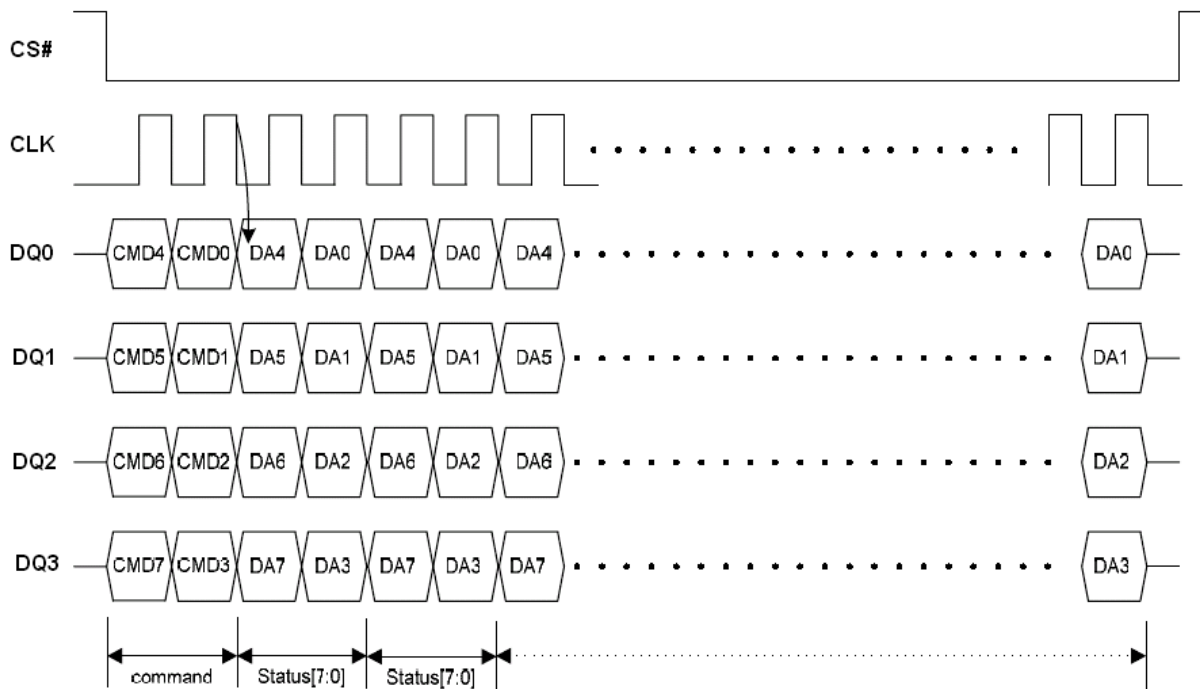 CS#
CLK
DQ0 CMD4 CMD0 DA4 DA0 DA4 DA0 DA4 DA0
DQ1 CMD5 CMD1 DA5 DA1 DA5 DA1 DA5 DA1
DQ2 CMD6 CMD2 DA6 DA2 DA6 DA2 DA6 DA2
DQ3 CMD7 CMD3 DA7 DA3 DA7 DA3 DA7 DA3
command Status[7:0] Status[7:0]